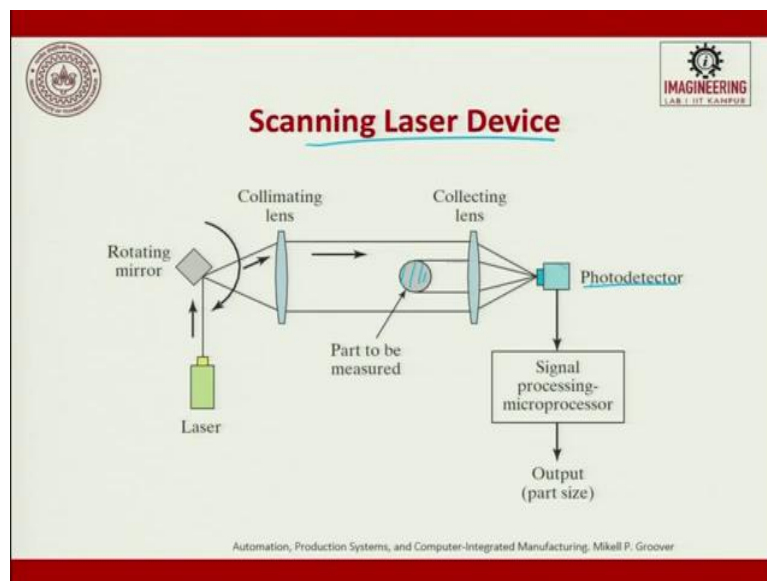 IMAGINEERING
LAB | IIT KANPUR
Scanning Laser Device
Collimating
lens
Collecting
lens
Rotating
mirror
Photodetector
Part to be
measured
Laser
Signal
processing-
microprocessor
Output
(part size)
Automation, Production Systems, and Computer-Integrated Manufacturing. Mikell P. Groover